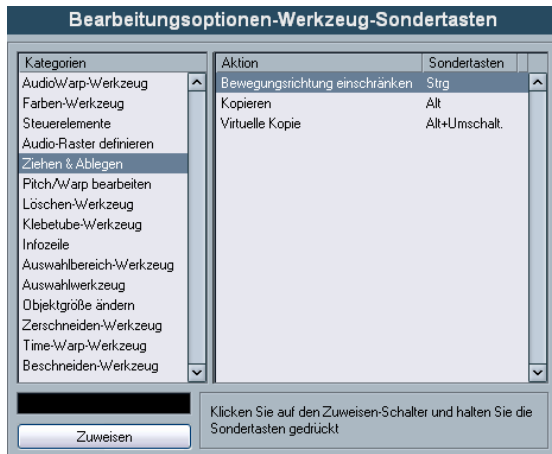 Bearbeitungsoptionen-Werkzeug-Sondertasten
Kategorien
AudioWarp-Werkzeug
Farben-Werkzeug
Steuerelemente
Audio-Raster definieren
Ziehen & Ablegen
Pitch/Warp bearbeiten
Löschen-Werkzeug
Klebetube-Werkzeug
Infozeile
Auswahlbereich-Werkzeug
Auswahlwerkzeug
Objektgröße ändern
Zerschneiden-Werkzeug
Time-Warp-Werkzeug
Beschneiden-Werkzeug
Aktion Sondertasten
Bewegungsrichtung einschränken Strg
Kopieren Alt
Virtuelle Kopie Alt+Umschalt.
Zuweisen
Klicken Sie auf den Zuweisen-Schalter und halten Sie die
Sondertasten gedrückt